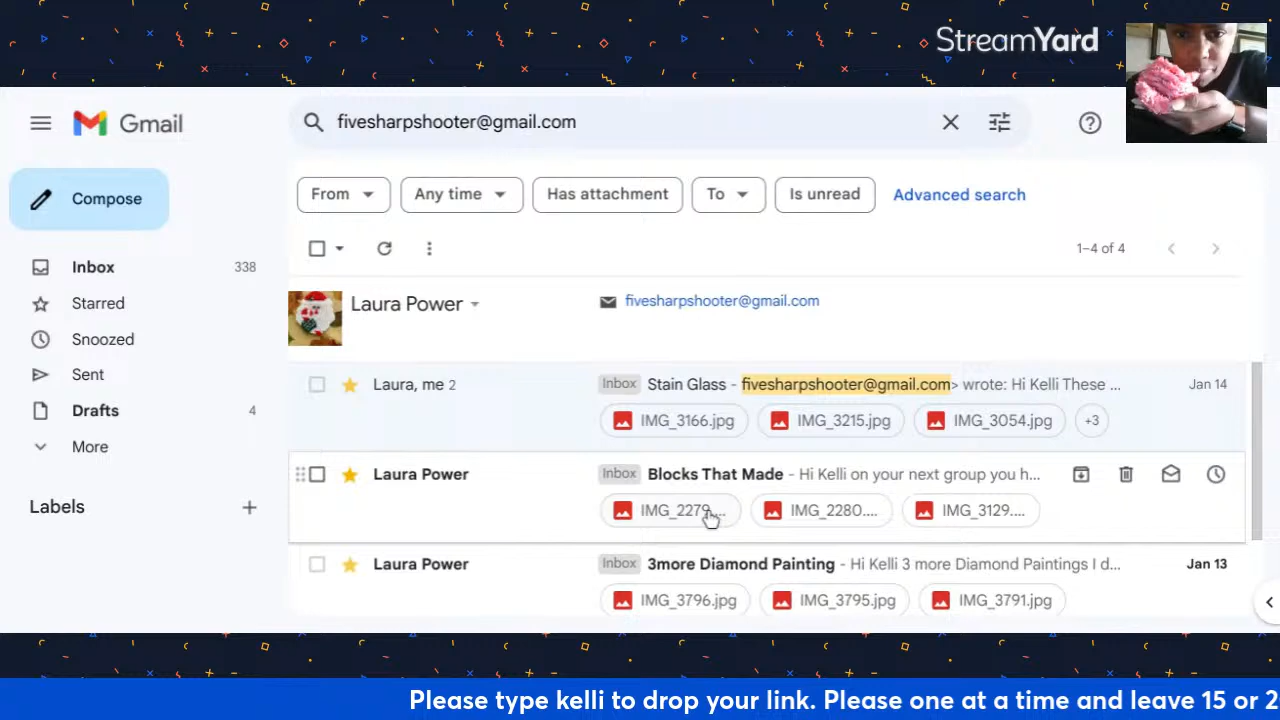 StreamYard
Gmail
fivesharpshooter@gmail.com
Compose
From
Any time
Has attachment
To
Is unread
Advanced search
Inbox 338
Starred
Snoozed
Sent
Drafts 4
More
Labels
1–4 of 4
Laura Power
fivesharpshooter@gmail.com
Laura, me 2
Inbox Stain Glass - fivesharpshooter@gmail.com> wrote: Hi Kelli These ...
Jan 14
IMG_3166.jpg IMG_3215.jpg IMG_3054.jpg +3
Laura Power
Inbox Blocks That Made - Hi Kelli on your next group you h...
IMG_2279... IMG_2280.... IMG_3129....
Laura Power
Inbox 3more Diamond Painting - Hi Kelli 3 more Diamond Paintings I d...
Jan 13
IMG_3796.jpg IMG_3795.jpg IMG_3791.jpg
Please type kelli to drop your link. Please one at a time and leave 15 or 2